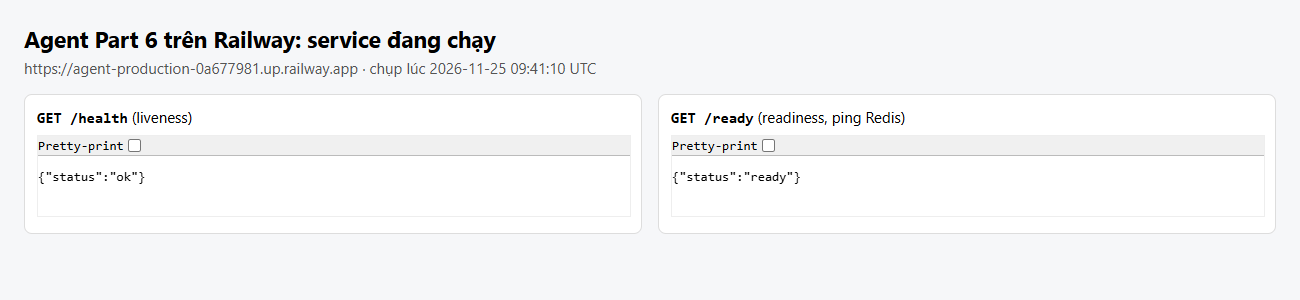 Agent Part 6 trên Railway: service đang chạy
https://agent-production-0a677981.up.railway.app · chụp lúc 2026-11-25 09:41:10 UTC
GET /health (liveness)
Pretty-print
{"status":"ok"}
GET /ready (readiness, ping Redis)
Pretty-print
{"status":"ready"}